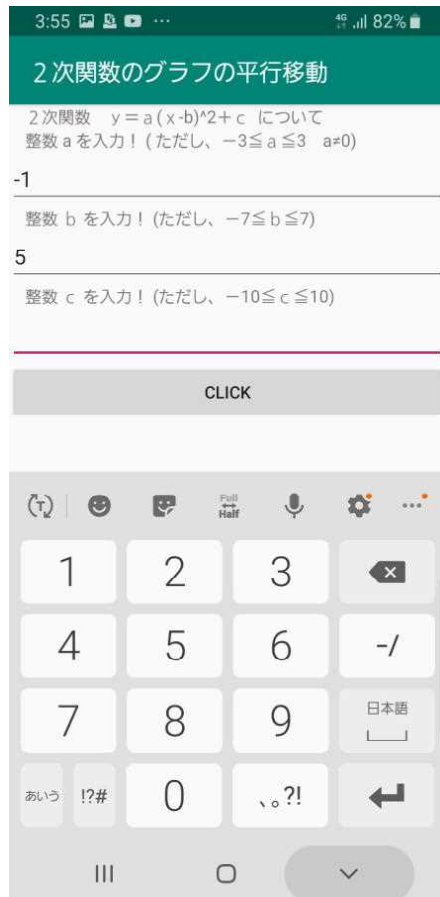 3:55 4G 82%
２次関数のグラフの平行移動
２次関数　ｙ＝ａ(ｘ-b)^2＋ｃ について
整数 a を入力！(ただし、－3≦ａ≦3　a≠0)
-1
整数 ｂ を入力！(ただし、－7≦ｂ≦7)
5
整数 ｃ を入力！(ただし、－10≦ｃ≦10)
CLICK
Full
Half
1 2 3
4 5 6 -/
7 8 9 日本語
あいう !?# 0 、。?!